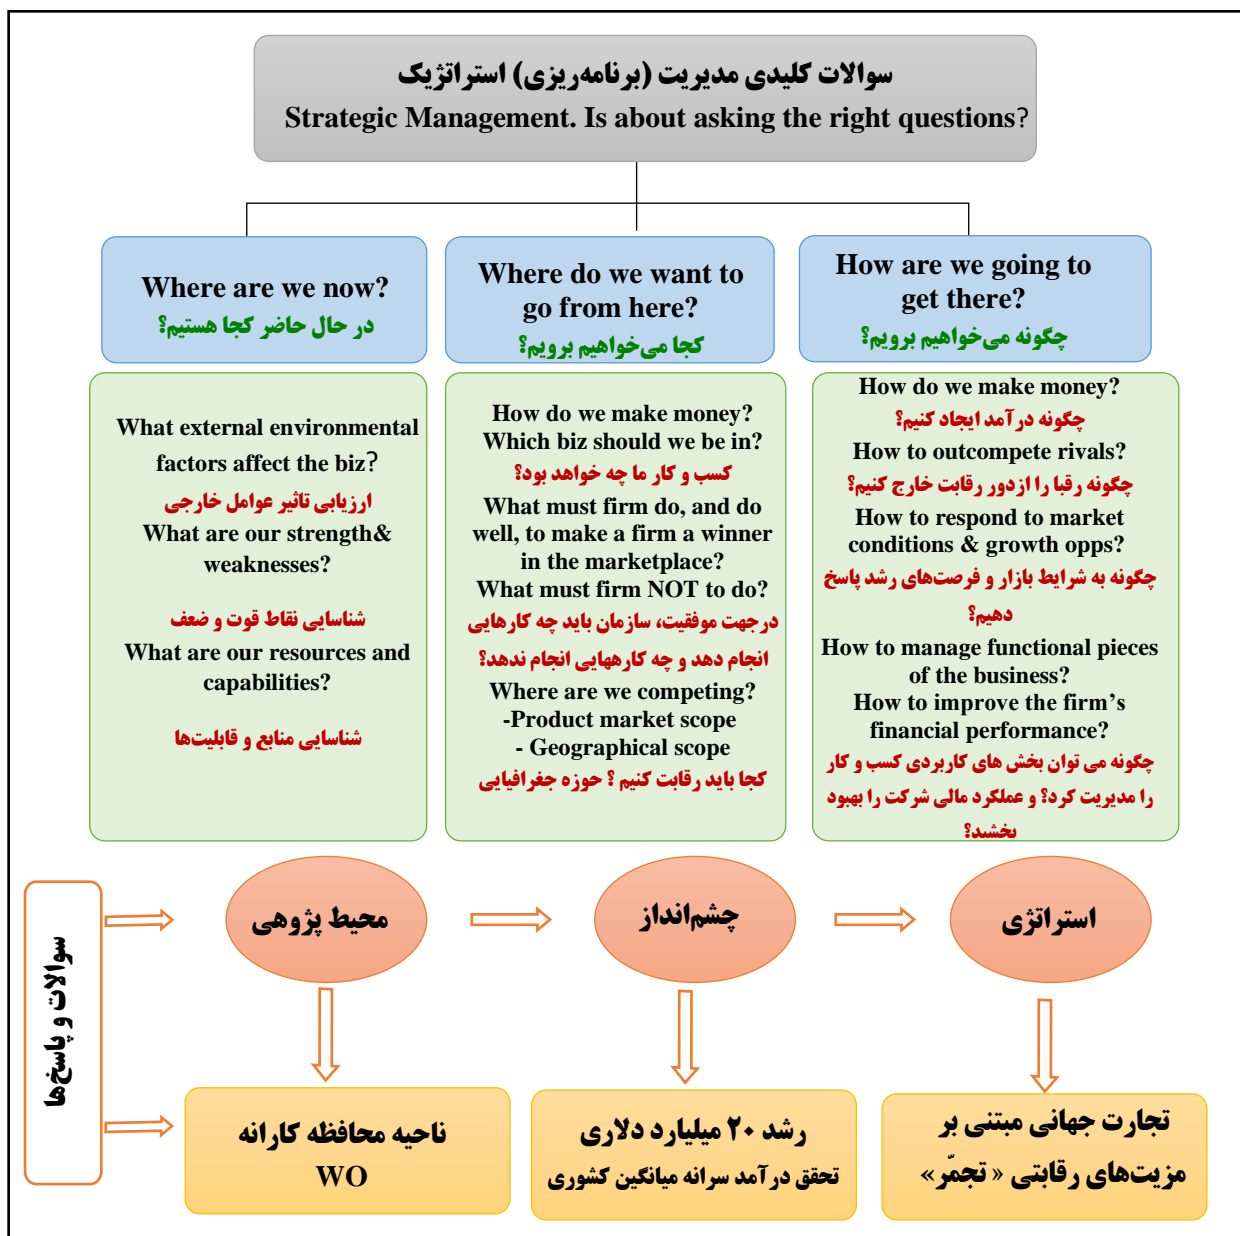 سوالات کلیدی مدیریت (برنامه‌ریزی) استراتژیک
Strategic Management. Is about asking the right questions?
Where are we now?
در حال حاضر کجا هستیم؟
Where do we want to
go from here?
کجا می‌خواهیم برویم؟
How are we going to
get there?
چگونه می‌خواهیم برویم؟
What external environmental
factors affect the biz?
ارزیابی تاثیر عوامل خارجی
What are our strength&
weaknesses?
شناسایی نقاط قوت و ضعف
What are our resources and
capabilities?
شناسایی منابع و قابلیت‌ها
How do we make money?
Which biz should we be in?
کسب و کار ما چه خواهد بود؟
What must firm do, and do
well, to make a firm a winner
in the marketplace?
What must firm NOT to do?
درجهت موفقیت، سازمان باید چه کارهایی
انجام دهد و چه کارههایی انجام ندهد؟
Where are we competing?
-Product market scope
- Geographical scope
کجا باید رقابت کنیم ؟ حوزه جغرافیایی
How do we make money?
چگونه درآمد ایجاد کنیم؟
How to outcompete rivals?
چگونه رقبا را ازدور رقابت خارج کنیم؟
How to respond to market
conditions & growth opps?
چگونه به شرایط بازار و فرصت‌های رشد پاسخ
دهیم؟
How to manage functional pieces
of the business?
How to improve the firm's
financial performance?
چگونه می توان بخش های کاربردی کسب و کار
را مدیریت کرد؟ و عملکرد مالی شرکت را بهبود
بخشید؟
سوالات و پاسخ‌ها
محیط پژوهی
چشم‌انداز
استراتژی
ناحیه محافظه کارانه
WO
رشد ۲۰ میلیارد دلاری
تحقق درآمد سرانه میانگین کشوری
تجارت جهانی مبتنی بر
مزیت‌های رقابتی « تجمّر»